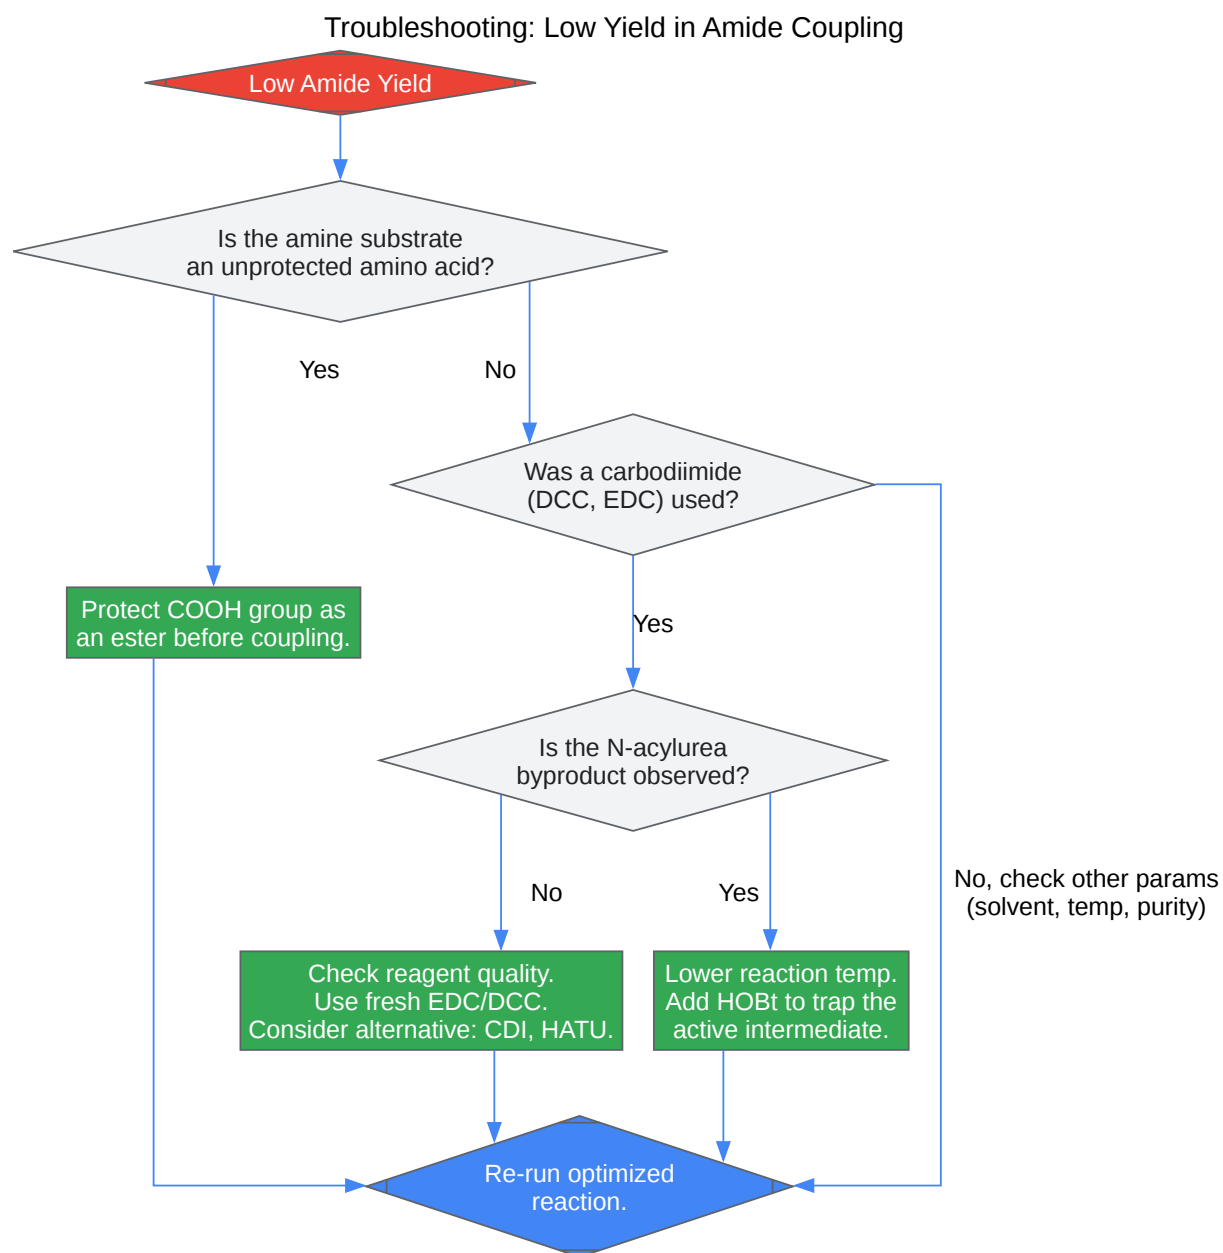 Troubleshooting: Low Yield in Amide Coupling
Low Amide Yield
Is the amine substrate
an unprotected amino acid?
Yes
No
Was a carbodiimide
(DCC, EDC) used?
Protect COOH group as
an ester before coupling.
Yes
Is the N-acylurea
byproduct observed?
No
Yes
No, check other params
(solvent, temp, purity)
Check reagent quality.
Use fresh EDC/DCC.
Consider alternative: CDI, HATU.
Lower reaction temp.
Add HOBt to trap the
active intermediate.
Re-run optimized
reaction.